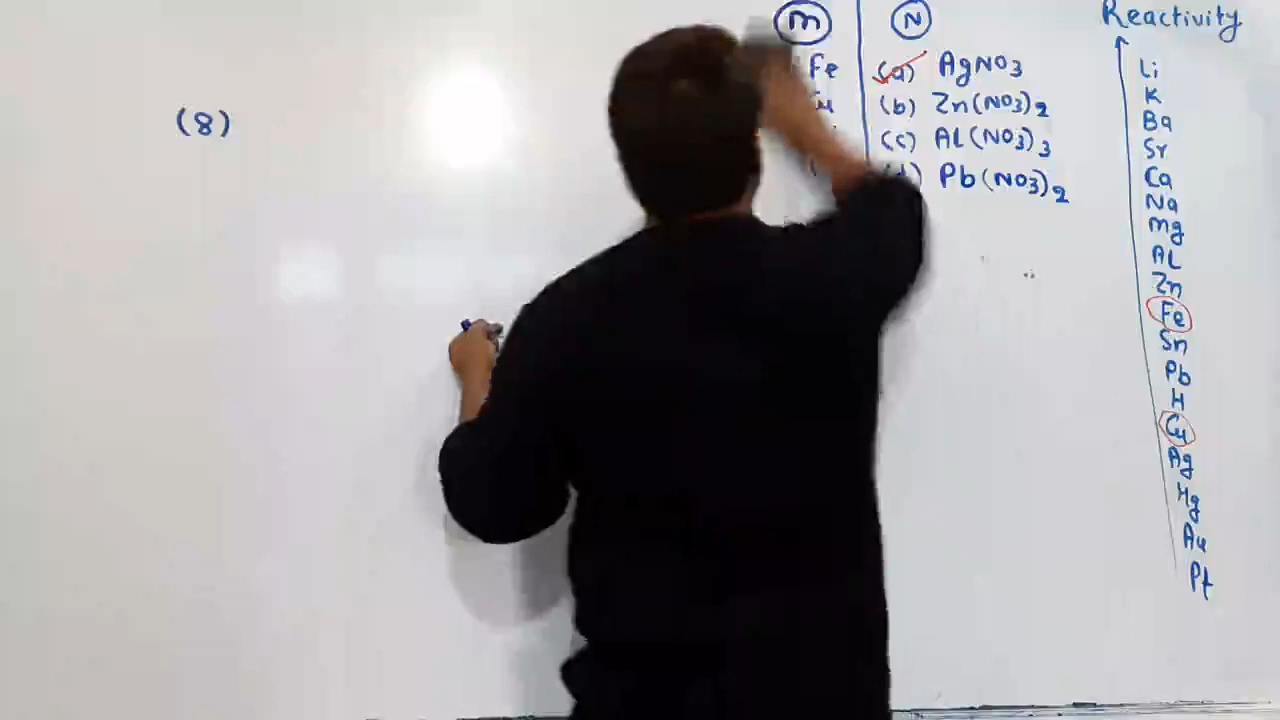 (8)
M N
Fe (a) AgNO3
(b) Zn(NO3)2
(c) AL(NO3)3
Pb(NO3)2
Reactivity
Li
K
Ba
Sr
Ca
Na
Mg
AL
Zn
Fe
Sn
Pb
H
Cu
Ag
Hg
Au
Pt